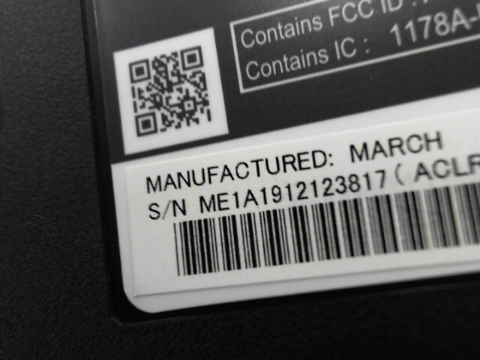 Contains FCC ID :
Contains IC : 1178A-
MANUFACTURED: MARCH
S/N ME1A1912123817 ( ACLR